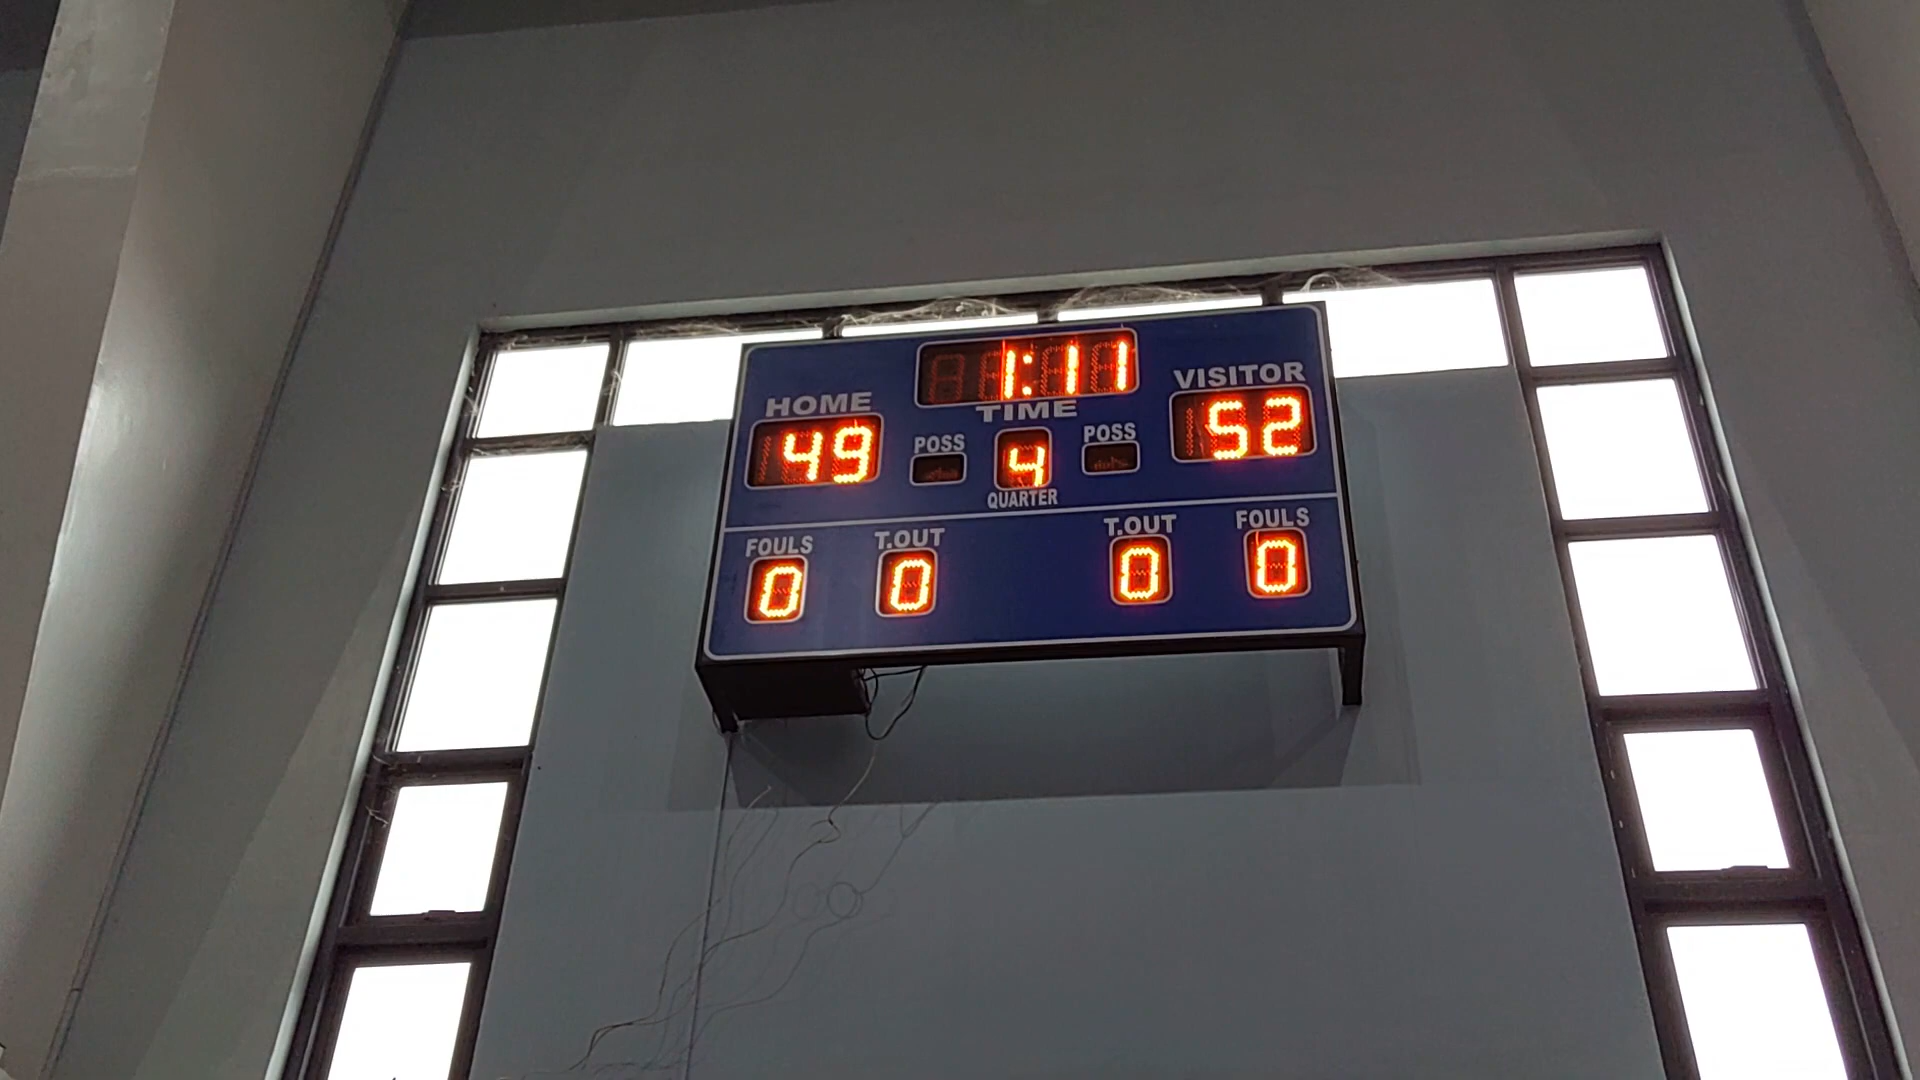 1:11
TIME
HOME
VISITOR
49
POSS
4
POSS
52
QUARTER
FOULS
T.OUT
T.OUT
FOULS
0
0
0
0